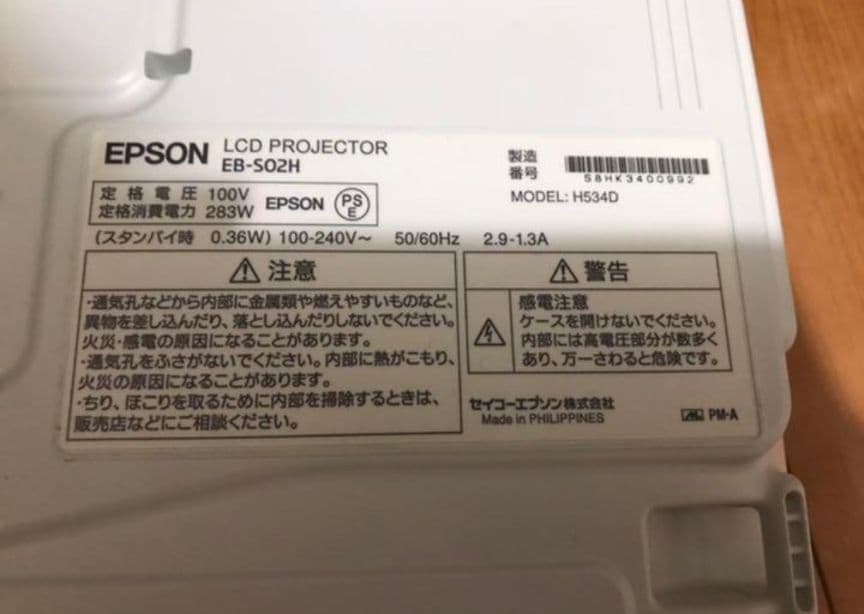 EPSON LCD PROJECTOR
EB-S02H
製造
番号
S8HK3400992
MODEL: H534D
定格電圧 100V
定格消費電力 283W
EPSON
PS
E
(スタンバイ時 0.36W) 100-240V～ 50/60Hz 2.9-1.3A
注意
・通気孔などから内部に金属類や燃えやすいものなど、
異物を差し込んだり、落とし込んだりしないでください。
火災・感電の原因になることがあります。
・通気孔をふさがないでください。内部に熱がこもり、
火災の原因になることがあります。
・ちり、ほこりを取るために内部を掃除するときは、
販売店などにご相談ください。
警告
感電注意
ケースを開けないでください。
内部には高電圧部分が数多く
あり、万一さわると危険です。
セイコーエプソン株式会社
Made in PHILIPPINES
PM-A